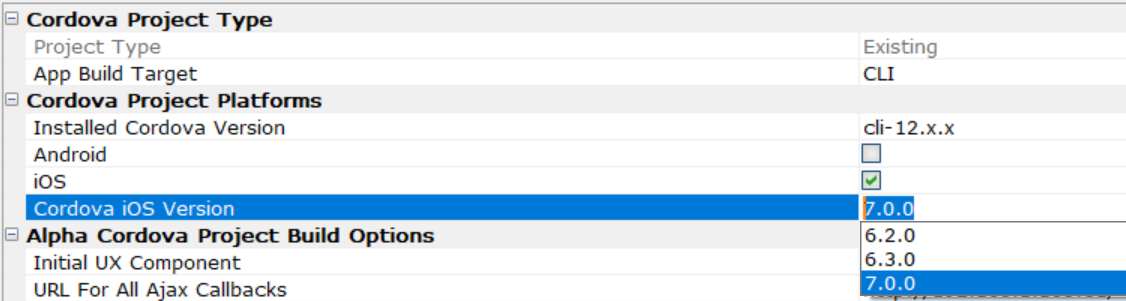 Cordova Project Type
Project Type Existing
App Build Target CLI
Cordova Project Platforms
Installed Cordova Version cli-12.x.x
Android
iOS
Cordova iOS Version 7.0.0
Alpha Cordova Project Build Options
6.2.0
Initial UX Component 6.3.0
URL For All Ajax Callbacks 7.0.0